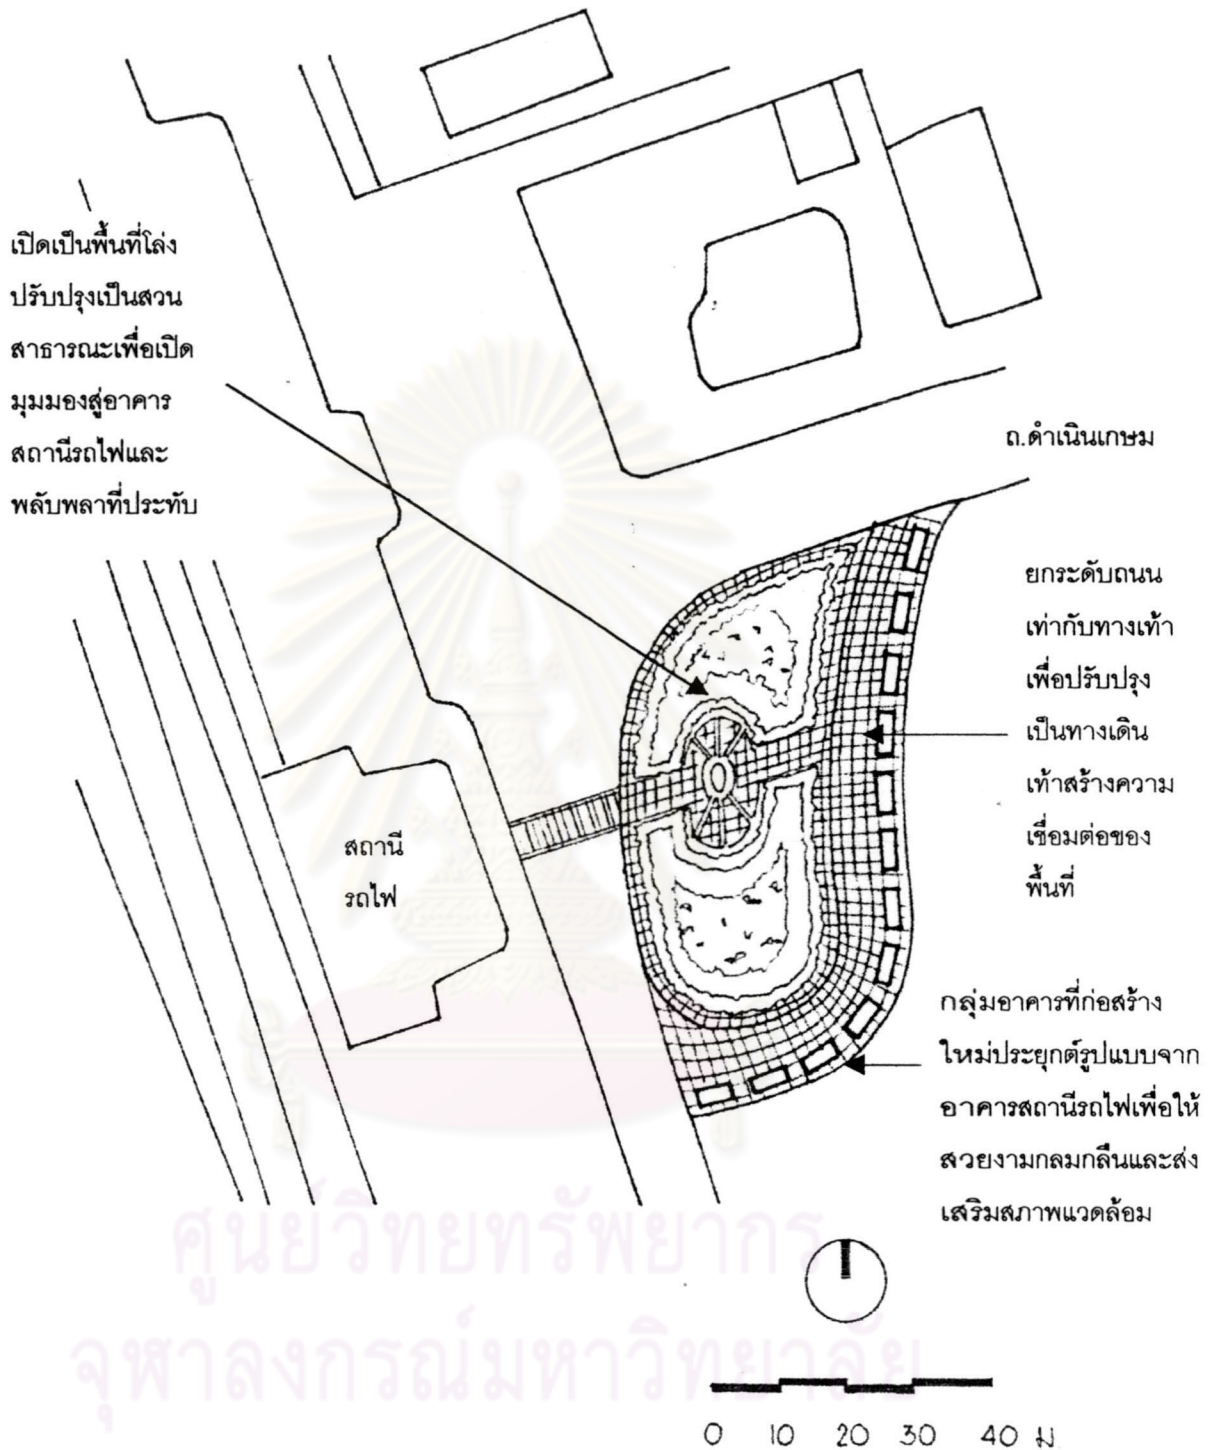 เปิดเป็นพื้นที่โล่ง
ปรับปรุงเป็นสวน
สาธารณะเพื่อเปิด
มุมมองสู่อาคาร
สถานีรถไฟและ
พลับพลาที่ประทับ
ถ.ดำเนินเกษม
ยกระดับถนน
เท่ากับทางเท้า
เพื่อปรับปรุง
เป็นทางเดิน
เท้าสร้างความ
เชื่อมต่อของ
พื้นที่
สถานี
รถไฟ
กลุ่มอาคารที่ก่อสร้าง
ใหม่ประยุกต์รูปแบบจาก
อาคารสถานีรถไฟเพื่อให้
สวยงามกลมกลืนและส่ง
เสริมสภาพแวดล้อม
ศูนย์วิทยทรัพยากร
จุฬาลงกรณ์มหาวิทยาลัย
0 10 20 30 40 ม